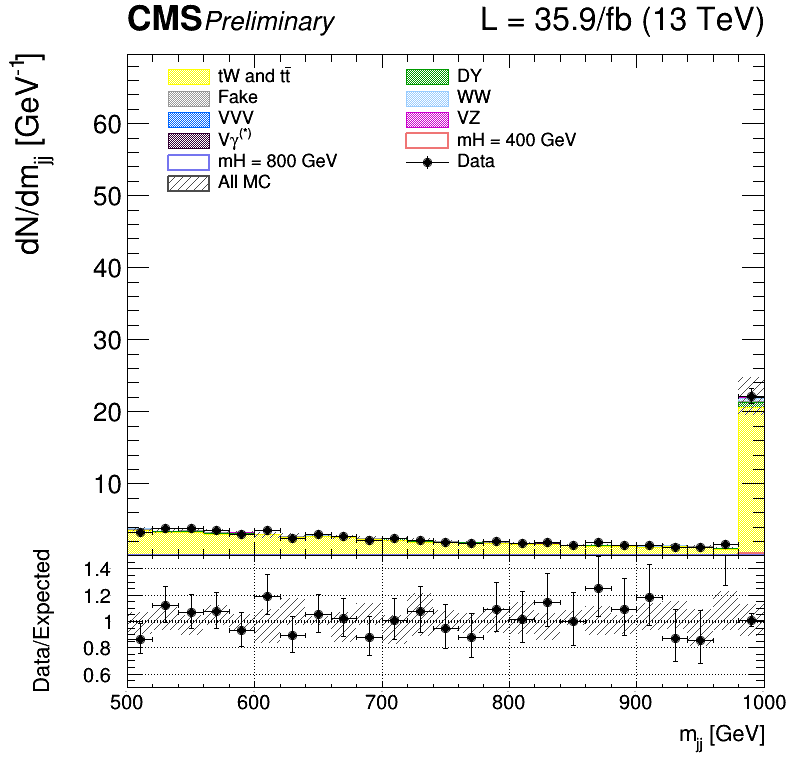 CMS Preliminary L = 35.9/fb (13 TeV)
dN/dm_jj [GeV^-1]
tW and tt̄ DY
Fake WW
VVV VZ
Vγ^(*) mH = 400 GeV
mH = 800 GeV Data
All MC
60
50
40
30
20
10
Data/Expected
1.4
1.2
1
0.8
0.6
500 600 700 800 900 1000
m_jj [GeV]